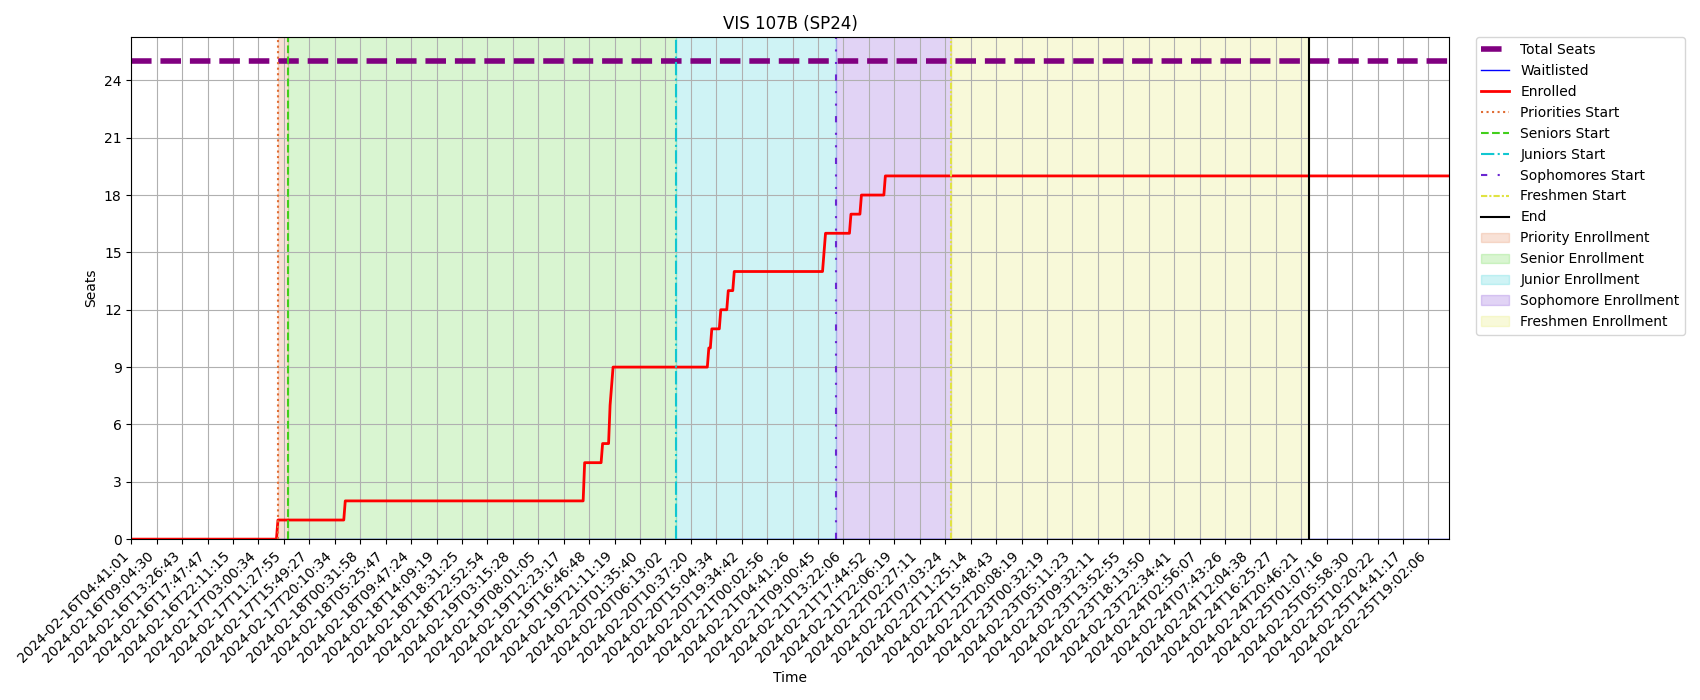 VIS 107B (SP24)
Seats
24
21
18
15
12
9
6
3
0
2024-02-16T04:41:01
2024-02-16T09:04:30
2024-02-16T13:26:43
2024-02-16T17:47:47
2024-02-16T22:11:15
2024-02-17T03:00:34
2024-02-17T11:27:55
2024-02-17T15:49:27
2024-02-17T20:10:34
2024-02-18T00:31:58
2024-02-18T05:25:47
2024-02-18T09:47:24
2024-02-18T14:09:19
2024-02-18T18:31:25
2024-02-18T22:52:54
2024-02-19T03:15:28
2024-02-19T08:01:05
2024-02-19T12:23:17
2024-02-19T16:46:48
2024-02-19T21:11:19
2024-02-20T01:35:40
2024-02-20T06:13:02
2024-02-20T10:37:20
2024-02-20T15:04:34
2024-02-20T19:34:42
2024-02-21T00:02:56
2024-02-21T04:41:26
2024-02-21T09:00:45
2024-02-21T13:22:06
2024-02-21T17:44:52
2024-02-21T22:06:19
2024-02-22T02:27:11
2024-02-22T07:03:24
2024-02-22T11:25:14
2024-02-22T15:48:43
2024-02-22T20:08:19
2024-02-23T00:32:19
2024-02-23T05:11:23
2024-02-23T09:32:11
2024-02-23T13:52:55
2024-02-23T18:13:50
2024-02-23T22:34:41
2024-02-24T02:56:07
2024-02-24T07:43:26
2024-02-24T12:04:38
2024-02-24T16:25:27
2024-02-24T20:46:21
2024-02-25T01:07:16
2024-02-25T05:58:30
2024-02-25T10:20:22
2024-02-25T14:41:17
2024-02-25T19:02:06
Time
Total Seats
Waitlisted
Enrolled
Priorities Start
Seniors Start
Juniors Start
Sophomores Start
Freshmen Start
End
Priority Enrollment
Senior Enrollment
Junior Enrollment
Sophomore Enrollment
Freshmen Enrollment